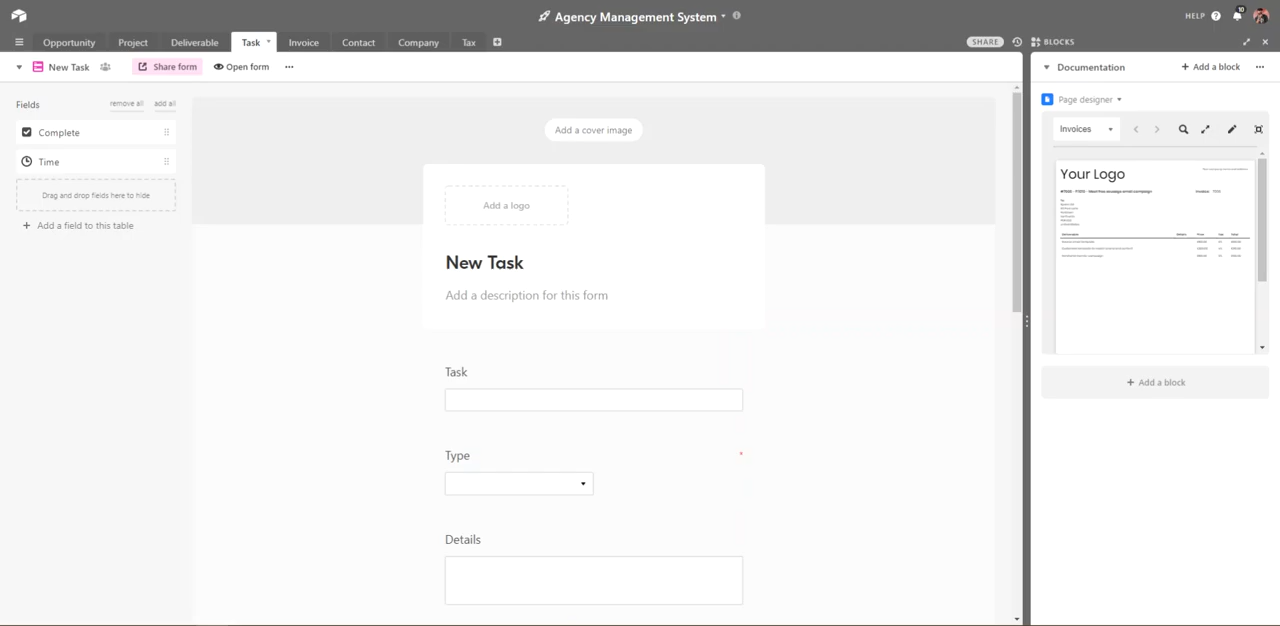 Agency Management System
HELP
10
Opportunity
Project
Deliverable
Task
Invoice
Contact
Company
Tax
SHARE
BLOCKS
New Task
Share form
Open form
Documentation
+ Add a block
Fields
remove all
add all
Complete
Time
Drag and drop fields here to hide
+ Add a field to this table
Add a cover image
Add a logo
New Task
Add a description for this form
Task
Type *
Details
Page designer
Invoices
Your Logo
+ Add a block